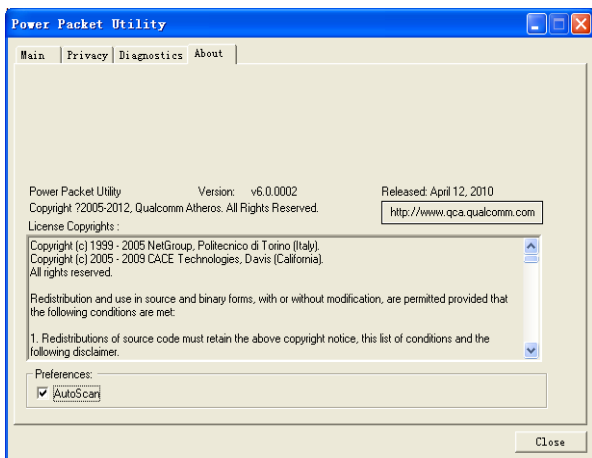 Power Packet Utility
Main Privacy Diagnostics About
Power Packet Utility Version: v6.0.0002 Released: April 12, 2010
Copyright ?2005-2012, Qualcomm Atheros. All Rights Reserved.
http://www.qca.qualcomm.com
License Copyrights :
Copyright (c) 1999 - 2005 NetGroup, Politecnico di Torino (Italy).
Copyright (c) 2005 - 2009 CACE Technologies, Davis (California).
All rights reserved.
Redistribution and use in source and binary forms, with or without modification, are permitted provided that
the following conditions are met:
1. Redistributions of source code must retain the above copyright notice, this list of conditions and the
following disclaimer.
Preferences:
AutoScan
Close